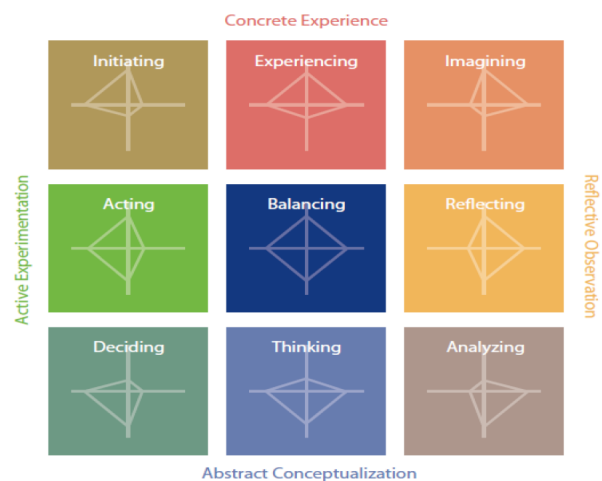 Concrete Experience
Initiating
Experiencing
Imagining
Active Experimentation
Acting
Balancing
Reflecting
Reflective Observation
Deciding
Thinking
Analyzing
Abstract Conceptualization